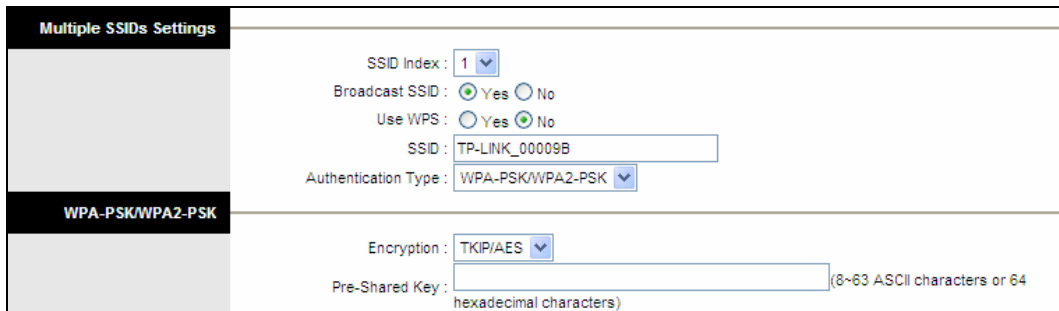 Multiple SSIDs Settings
SSID Index : 1
Broadcast SSID : Yes No
Use WPS : Yes No
SSID : TP-LINK_00009B
Authentication Type : WPA-PSK/WPA2-PSK
WPA-PSK/WPA2-PSK
Encryption : TKIP/AES
Pre-Shared Key : (8~63 ASCII characters or 64
hexadecimal characters)